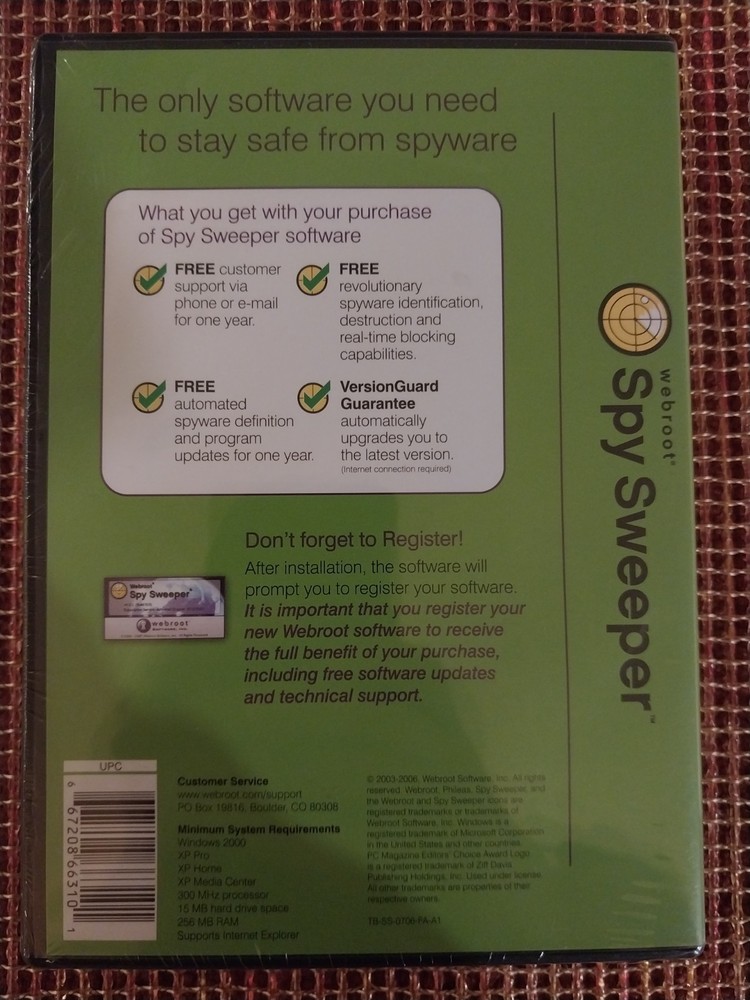 The only software you need
to stay safe from spyware
What you get with your purchase
of Spy Sweeper software
FREE customer
support via
phone or e-mail
for one year.
FREE
revolutionary
spyware identification,
destruction and
real-time blocking
capabilities.
FREE
automated
spyware definition
and program
updates for one year.
VersionGuard
Guarantee
automatically
upgrades you to
the latest version.
(Internet connection required)
webroot®
Spy Sweeper™
Don't forget to Register!
After installation, the software will
prompt you to register your software.
It is important that you register your
new Webroot software to receive
the full benefit of your purchase,
including free software updates
and technical support.
Webroot
Spy Sweeper
webroot
UPC
6 67208 66310 1
Customer Service
www.webroot.com/support
PO Box 19816, Boulder, CO 80308
Minimum System Requirements
Windows 2000
XP Pro
XP Home
XP Media Center
300 MHz processor
15 MB hard drive space
256 MB RAM
Supports Internet Explorer
© 2003-2006. Webroot Software, Inc. All rights
reserved. Webroot, Phileas, Spy Sweeper, and
the Webroot and Spy Sweeper icons are
registered trademarks or trademarks of
Webroot Software, Inc. Windows is a
registered trademark of Microsoft Corporation
in the United States and other countries.
PC Magazine Editors' Choice Award Logo
is a registered trademark of Ziff Davis
Publishing Holdings, Inc. Used under license.
All other trademarks are properties of their
respective owners.
TB-SS-0706-PA-A1